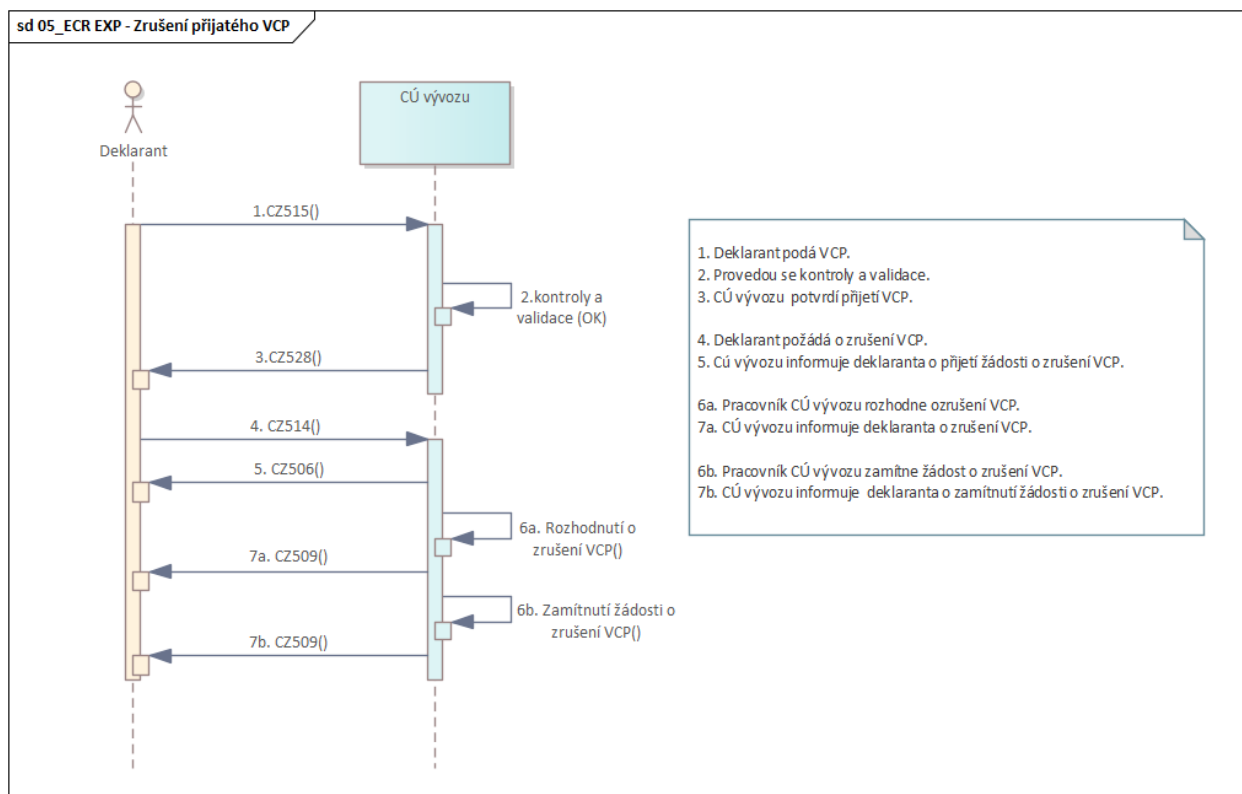 sd 05_ECR EXP - Zrušení přijatého VCP
Deklarant
CÚ vývozu
1.CZ515()
2.kontroly a
validace (OK)
3.CZ528()
4. CZ514()
5. CZ506()
6a. Rozhodnutí o
zrušení VCP()
7a. CZ509()
6b. Zamítnutí žádosti o
zrušení VCP()
7b. CZ509()
1. Deklarant podá VCP.
2. Provedou se kontroly a validace.
3. CÚ vývozu potvrdí přijetí VCP.
4. Deklarant požádá o zrušení VCP.
5. Cú vývozu informuje deklaranta o přijetí žádosti o zrušení VCP.
6a. Pracovník CÚ vývozu rozhodne ozrušení VCP.
7a. CÚ vývozu informuje deklaranta o zrušení VCP.
6b. Pracovník CÚ vývozu zamítne žádost o zrušení VCP.
7b. CÚ vývozu informuje deklaranta o zamítnutí žádosti o zrušení VCP.